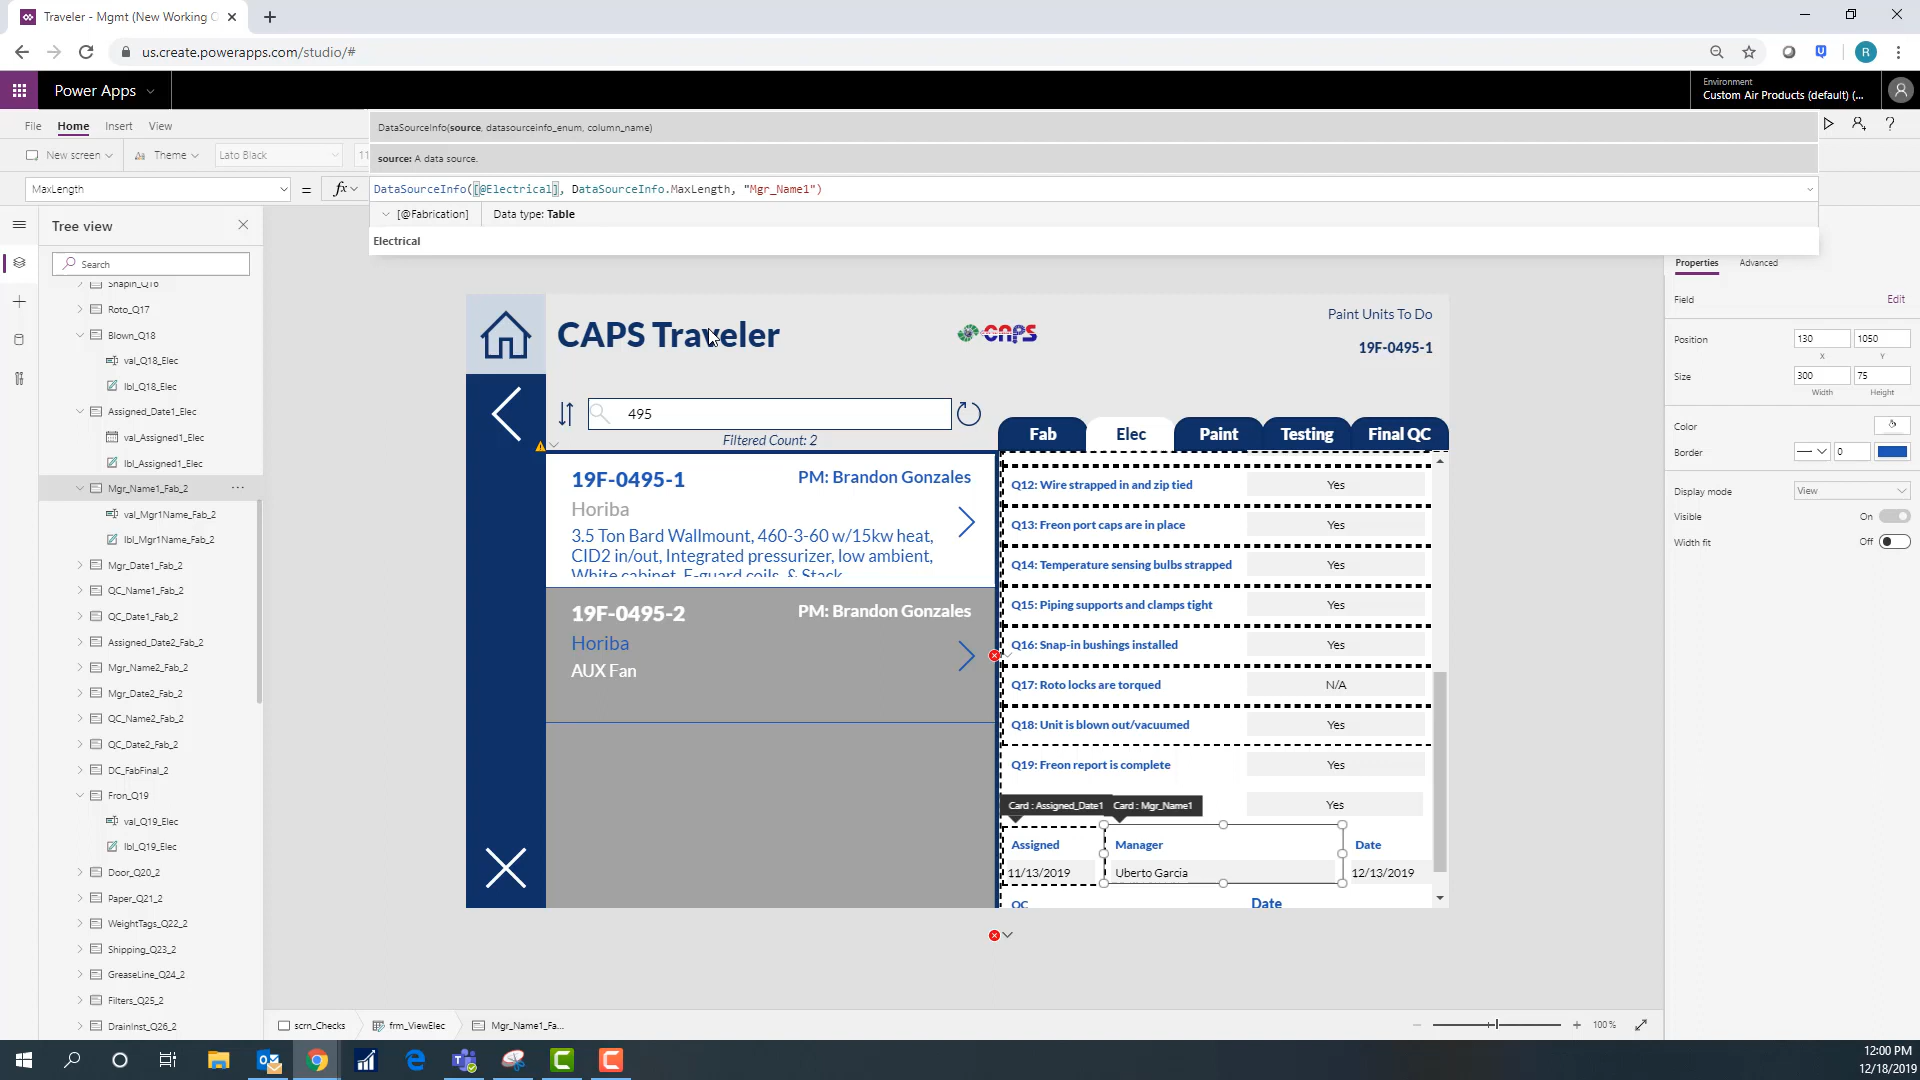 Traveler - Mgmt (New Working C
us.create.powerapps.com/studio/#
R
Power Apps
Environment
Custom Air Products (default) (...
File
Home
Insert
View
New screen
Theme
Lato Black
11
DataSourceInfo(source, datasourceinfo_enum, column_name)
source: A data source.
MaxLength
=
fx
DataSourceInfo([@Electrical], DataSourceInfo.MaxLength, "Mgr_Name1")
[@Fabrication]
Data type: Table
Electrical
Tree view
Search
Snapin_Q16
Roto_Q17
Blown_Q18
val_Q18_Elec
lbl_Q18_Elec
Assigned_Date1_Elec
val_Assigned1_Elec
lbl_Assigned1_Elec
Mgr_Name1_Fab_2
val_Mgr1Name_Fab_2
lbl_Mgr1Name_Fab_2
Mgr_Date1_Fab_2
QC_Name1_Fab_2
QC_Date1_Fab_2
Assigned_Date2_Fab_2
Mgr_Name2_Fab_2
Mgr_Date2_Fab_2
QC_Name2_Fab_2
QC_Date2_Fab_2
DC_FabFinal_2
Fron_Q19
val_Q19_Elec
lbl_Q19_Elec
Door_Q20_2
Paper_Q21_2
WeightTags_Q22_2
Shipping_Q23_2
GreaseLine_Q24_2
Filters_Q25_2
DrainInst_Q26_2
CAPS Traveler
CAPS
Paint Units To Do
19F-0495-1
495
Filtered Count: 2
Fab
Elec
Paint
Testing
Final QC
19F-0495-1
PM: Brandon Gonzales
Horiba
3.5 Ton Bard Wallmount, 460-3-60 w/15kw heat,
CID2 in/out, Integrated pressurizer, low ambient,
White cabinet, E-guard coils, & Stack
19F-0495-2
PM: Brandon Gonzales
Horiba
AUX Fan
Q12: Wire strapped in and zip tied
Yes
Q13: Freon port caps are in place
Yes
Q14: Temperature sensing bulbs strapped
Yes
Q15: Piping supports and clamps tight
Yes
Q16: Snap-in bushings installed
Yes
Q17: Roto locks are torqued
N/A
Q18: Unit is blown out/vacuumed
Yes
Q19: Freon report is complete
Yes
Card : Assigned_Date1
Card : Mgr_Name1
Yes
Assigned
Manager
Date
11/13/2019
Uberto Garcia
12/13/2019
QC
Date
Properties
Advanced
Field
Edit
Position
130
1050
X
Y
Size
300
75
Width
Height
Color
Border
0
Display mode
View
Visible
On
Width fit
Off
scrn_Checks
frm_ViewElec
Mgr_Name1_Fa...
100 %
12:00 PM
12/18/2019